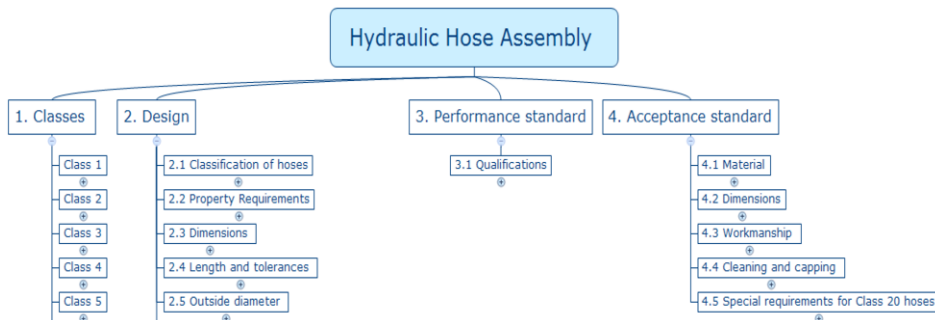 Hydraulic Hose Assembly
1. Classes
2. Design
3. Performance standard
4. Acceptance standard
Class 1
Class 2
Class 3
Class 4
Class 5
2.1 Classification of hoses
2.2 Property Requirements
2.3 Dimensions
2.4 Length and tolerances
2.5 Outside diameter
3.1 Qualifications
4.1 Material
4.2 Dimensions
4.3 Workmanship
4.4 Cleaning and capping
4.5 Special requirements for Class 20 hoses